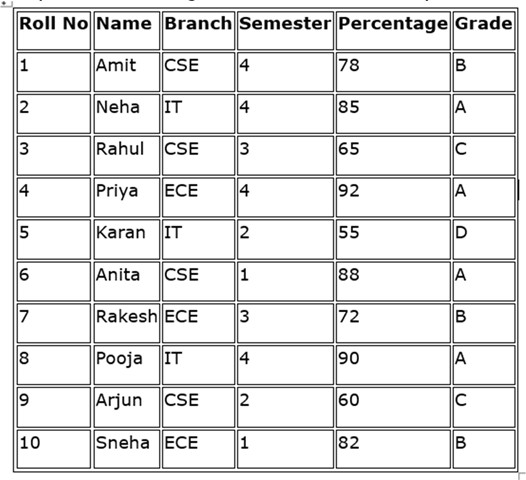 Roll No Name Branch Semester Percentage Grade
1 Amit CSE 4 78 B
2 Neha IT 4 85 A
3 Rahul CSE 3 65 C
4 Priya ECE 4 92 A
5 Karan IT 2 55 D
6 Anita CSE 1 88 A
7 Rakesh ECE 3 72 B
8 Pooja IT 4 90 A
9 Arjun CSE 2 60 C
10 Sneha ECE 1 82 B